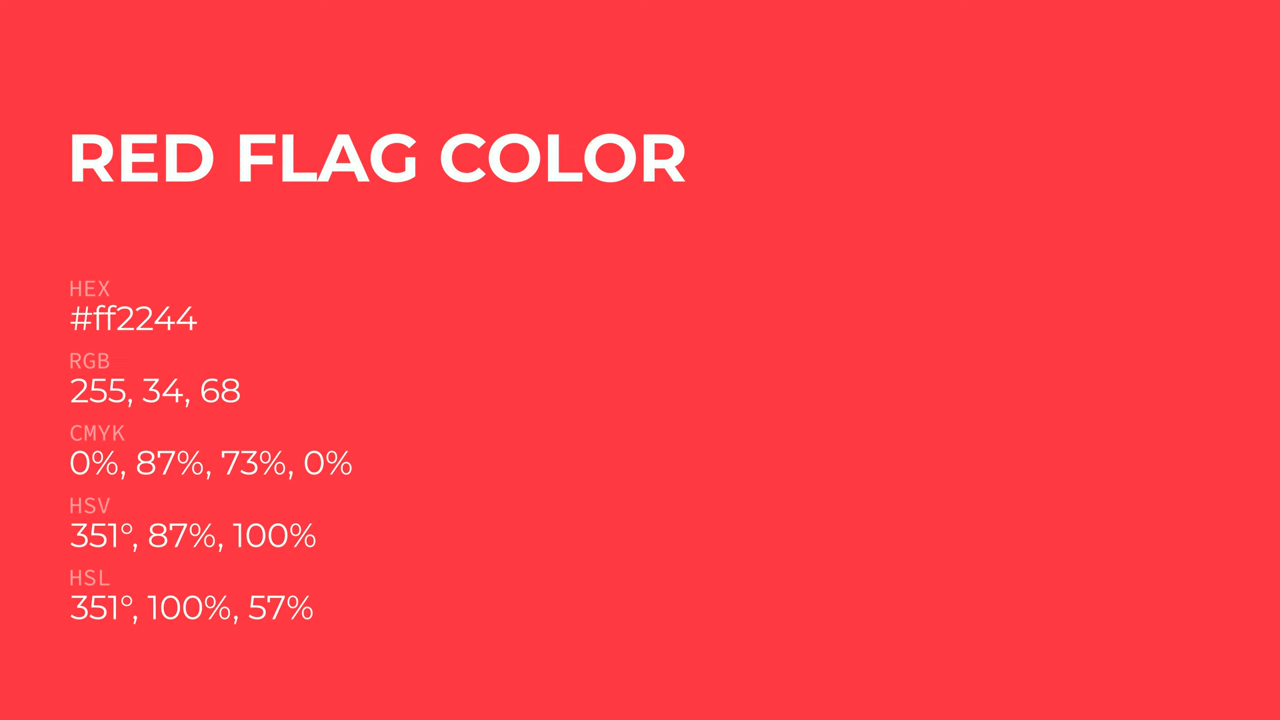 RED FLAG COLOR
HEX
#ff2244
RGB
255, 34, 68
CMYK
0%, 87%, 73%, 0%
HSV
351°, 87%, 100%
HSL
351°, 100%, 57%